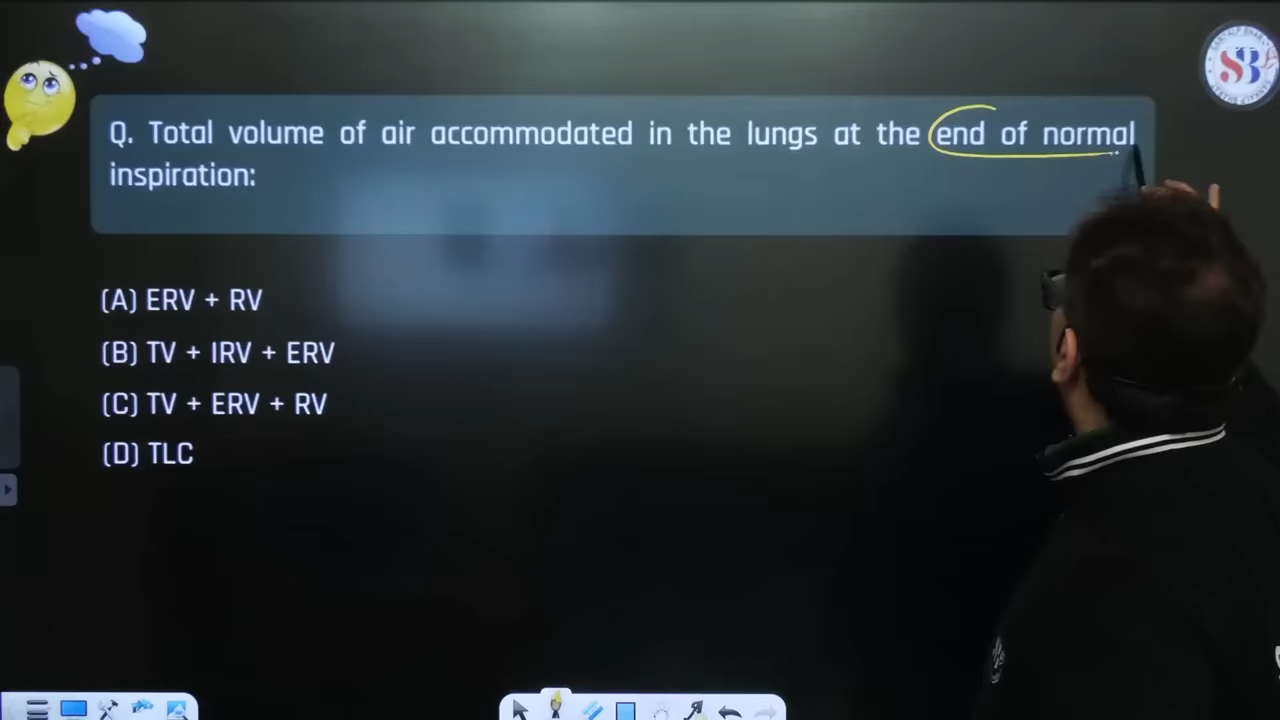 Q. Total volume of air accommodated in the lungs at the end of normal
inspiration:
(A) ERV + RV
(B) TV + IRV + ERV
(C) TV + ERV + RV
(D) TLC
SB